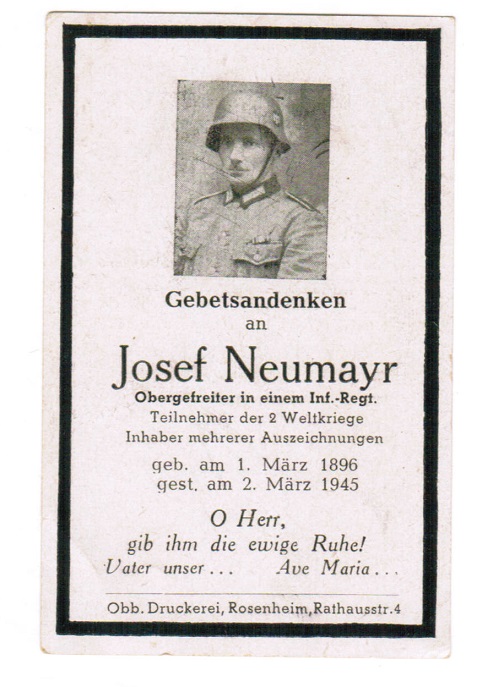 Gebetsandenken
an
Josef Neumayr
Obergefreiter in einem Inf.-Regt.
Teilnehmer der 2 Weltkriege
Inhaber mehrerer Auszeichnungen
geb. am 1. März 1896
gest. am 2. März 1945
O Herr,
gib ihm die ewige Ruhe!
Vater unser ... Ave Maria ...
Obb. Druckerei, Rosenheim, Rathausstr. 4